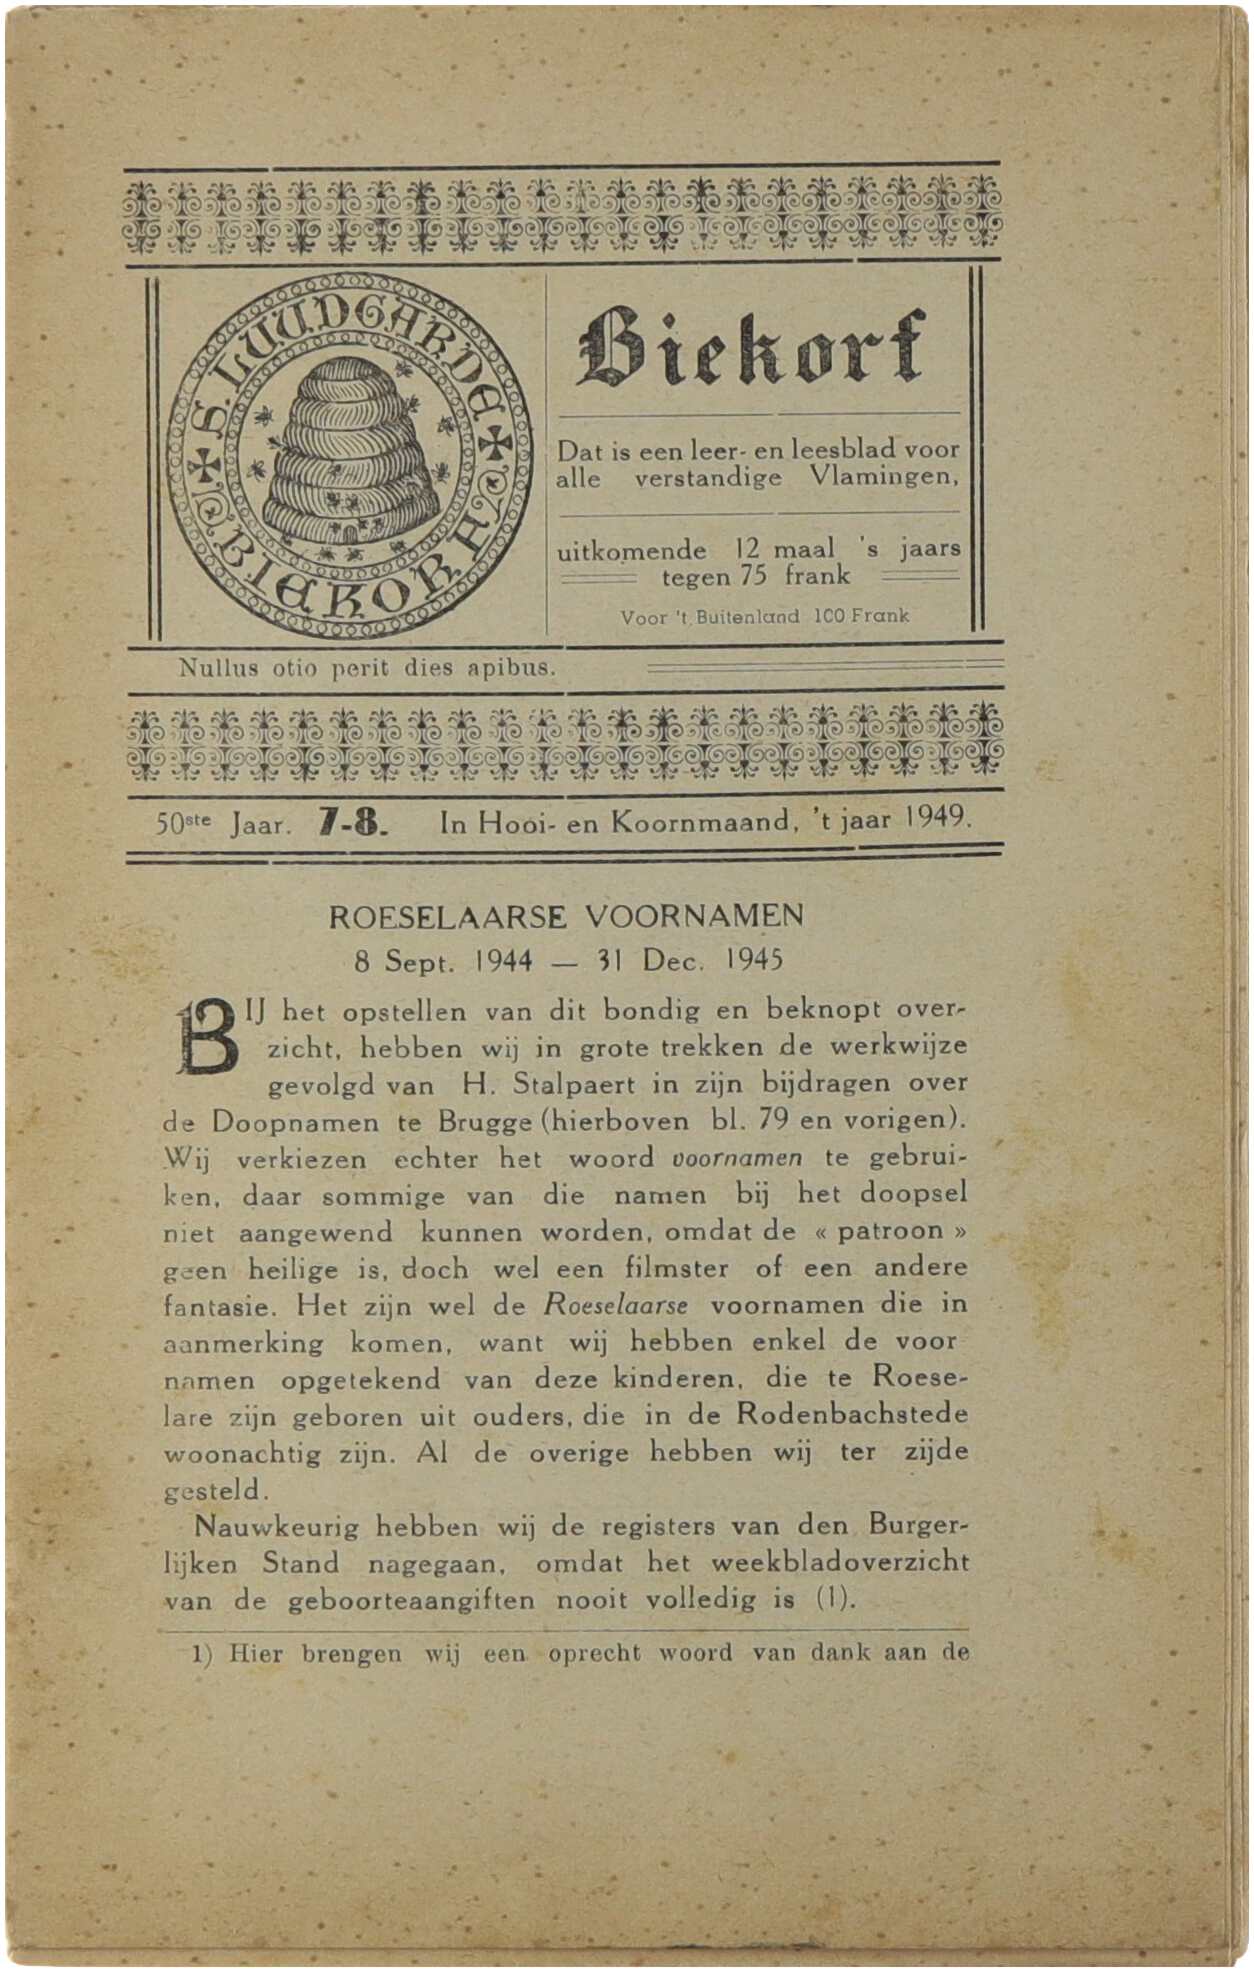 S. LUUDGARDE
BIEKORF
Biekorf
Dat is een leer- en leesblad voor
alle verstandige Vlamingen,
uitkomende 12 maal 's jaars
tegen 75 frank
Voor 't Buitenland 100 Frank
Nullus otio perit dies apibus.
50ste Jaar. 7-8. In Hooi- en Koornmaand, 't jaar 1949.
ROESELAARSE VOORNAMEN
8 Sept. 1944 — 31 Dec. 1945
BIJ het opstellen van dit bondig en beknopt over-
zicht, hebben wij in grote trekken de werkwijze
gevolgd van H. Stalpaert in zijn bijdragen over
de Doopnamen te Brugge (hierboven bl. 79 en vorigen).
Wij verkiezen echter het woord voornamen te gebrui-
ken, daar sommige van die namen bij het doopsel
niet aangewend kunnen worden, omdat de « patroon »
geen heilige is, doch wel een filmster of een andere
fantasie. Het zijn wel de Roeselaarse voornamen die in
aanmerking komen, want wij hebben enkel de voor
namen opgetekend van deze kinderen, die te Roese-
lare zijn geboren uit ouders, die in de Rodenbachstede
woonachtig zijn. Al de overige hebben wij ter zijde
gesteld.
Nauwkeurig hebben wij de registers van den Burger-
lijken Stand nagegaan, omdat het weekbladoverzicht
van de geboorteaangiften nooit volledig is (1).
1) Hier brengen wij een oprecht woord van dank aan de